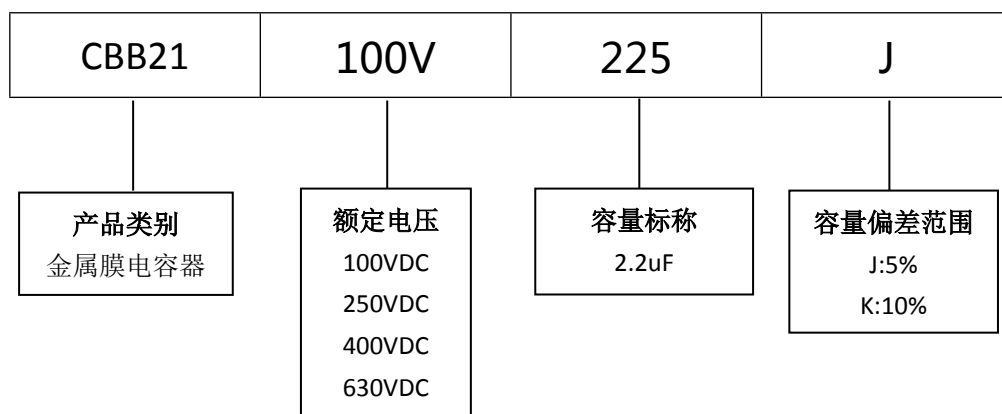 CBB21 100V 225 J
产品类别
金属膜电容器
额定电压
100VDC
250VDC
400VDC
630VDC
容量标称
2.2uF
容量偏差范围
J:5%
K:10%